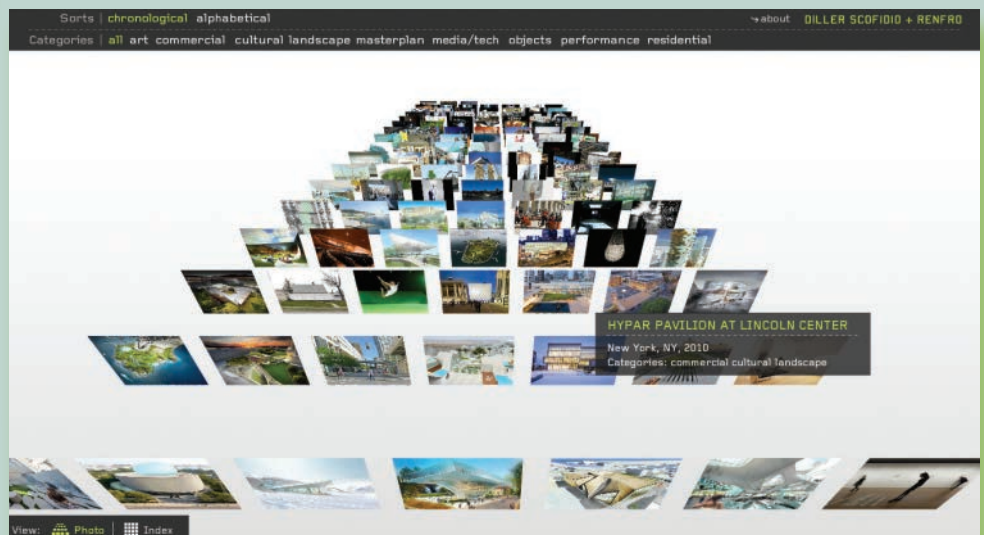 Sorts | chronological alphabetical
about DILLER SCOFIDIO + RENFRO
Categories | all art commercial cultural landscape masterplan media/tech objects performance residential
HYPAR PAVILION AT LINCOLN CENTER
New York, NY, 2010
Categories: commercial cultural landscape
View: Photo | Index